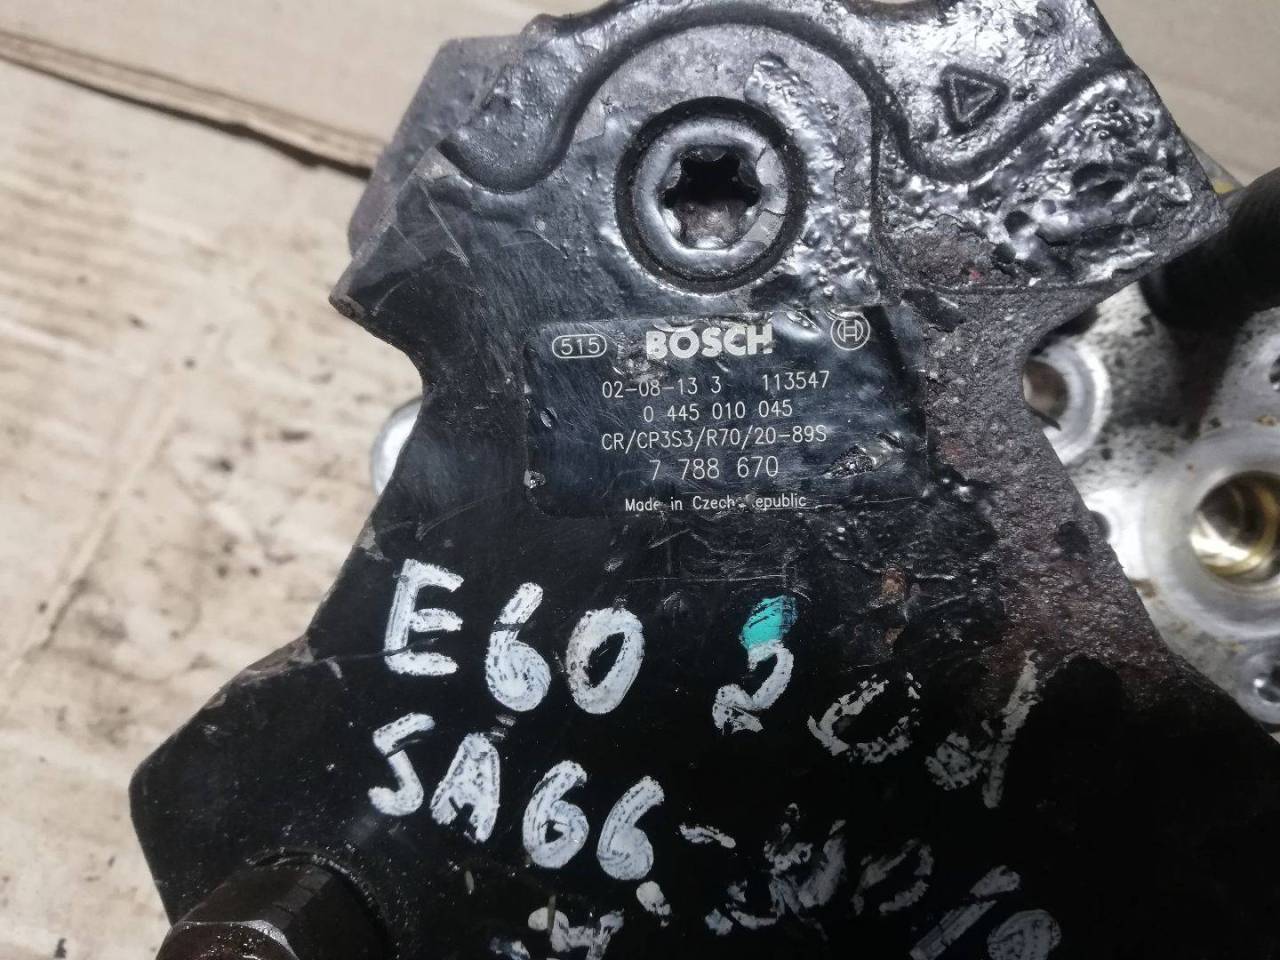 515 BOSCH
02-08-13 3 113547
0 445 010 045
CR/CP3S3/R70/20-89S
7 788 670
Made in Czech Republic
E60
5A66